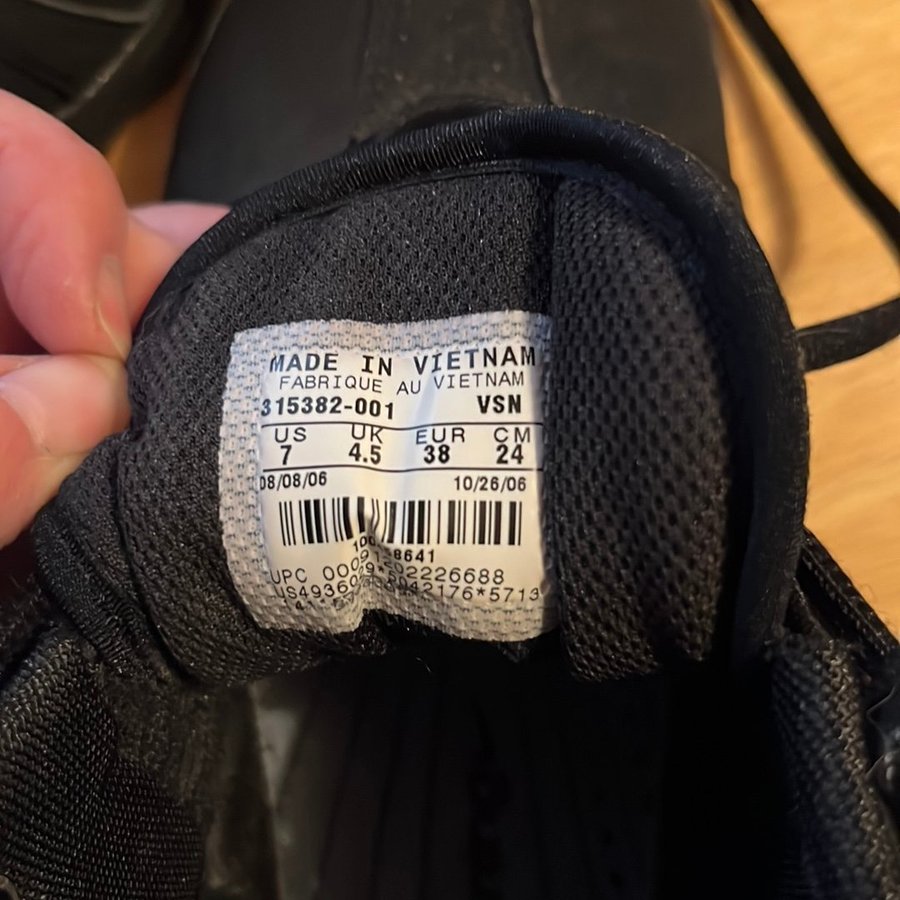 MADE IN VIETNAM
FABRIQUE AU VIETNAM
315382-001 VSN
US UK EUR CM
7 4.5 38 24
08/08/06 10/26/06
UPC